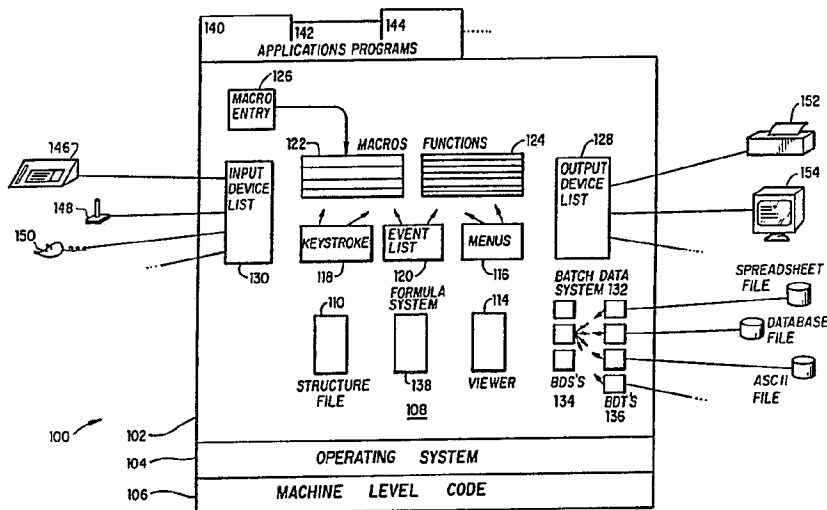 140
142
144
APPLICATIONS PROGRAMS
126
MACRO
ENTRY
152
146
122
MACROS
FUNCTIONS
124
128
INPUT
DEVICE
LIST
OUTPUT
DEVICE
LIST
154
148
150
KEYSTROKE
EVENT
LIST
MENUS
130
118
120
116
BATCH DATA
SYSTEM 132
SPREADSHEET
FILE
110
FORMULA
SYSTEM
114
DATABASE
FILE
138
STRUCTURE
FILE
VIEWER
BDS'S
134
BDT'S
136
ASCII
FILE
108
100
102
104
OPERATING SYSTEM
106
MACHINE LEVEL CODE